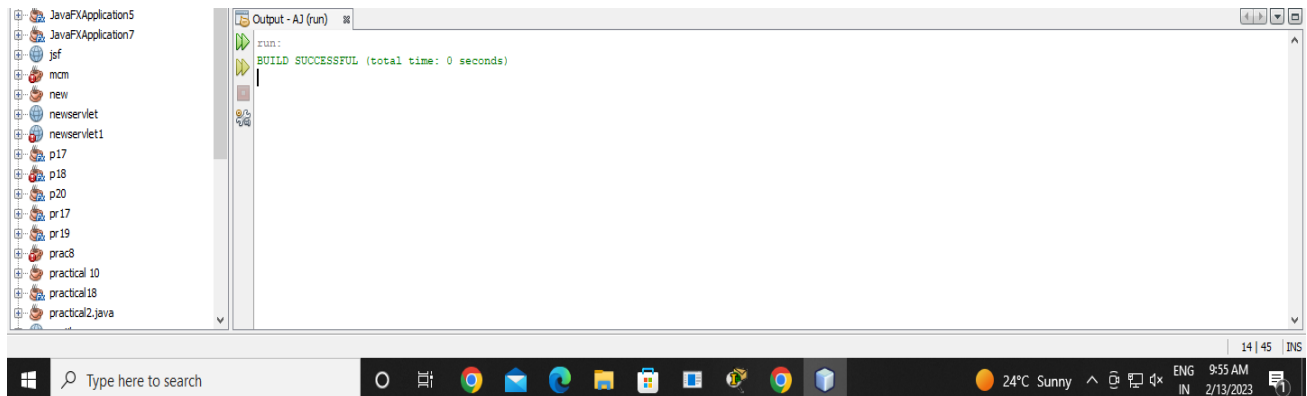 JavaFXApplication5
JavaFXApplication7
jsf
mcm
new
newservlet
newservlet1
p17
p18
p20
pr17
pr19
prac8
practical 10
practical18
practical2.java
Output - AJ (run)
run:
BUILD SUCCESSFUL (total time: 0 seconds)
14 | 45 INS
Type here to search
24°C Sunny
ENG
IN
9:55 AM
2/13/2023
1